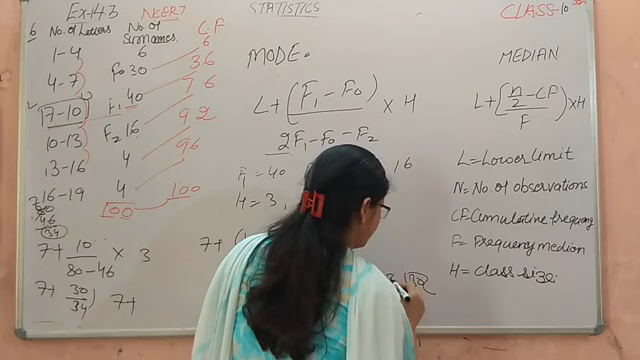 Ex-14.3 NCERT STATISTICS CLASS-10
6 No. of Letters No. of Surnames C.F
1-4 6 6
4-7 F0 30 36
7-10 F1 40 76
10-13 F2 16 92
13-16 4 96
16-19 4 100
100
MODE =
L+(F1-F0 × H
2F1-F0-F2
F1=40 16
H=3,
MEDIAN
L+(n/2-CF)×H
F
L=Lower limit
N=No. of observations
CF=Cumulative frequency
F=Frequency median
H=class size
80
46
34
7+ 10 × 3
80-46
7+ 30 7+
34
7+